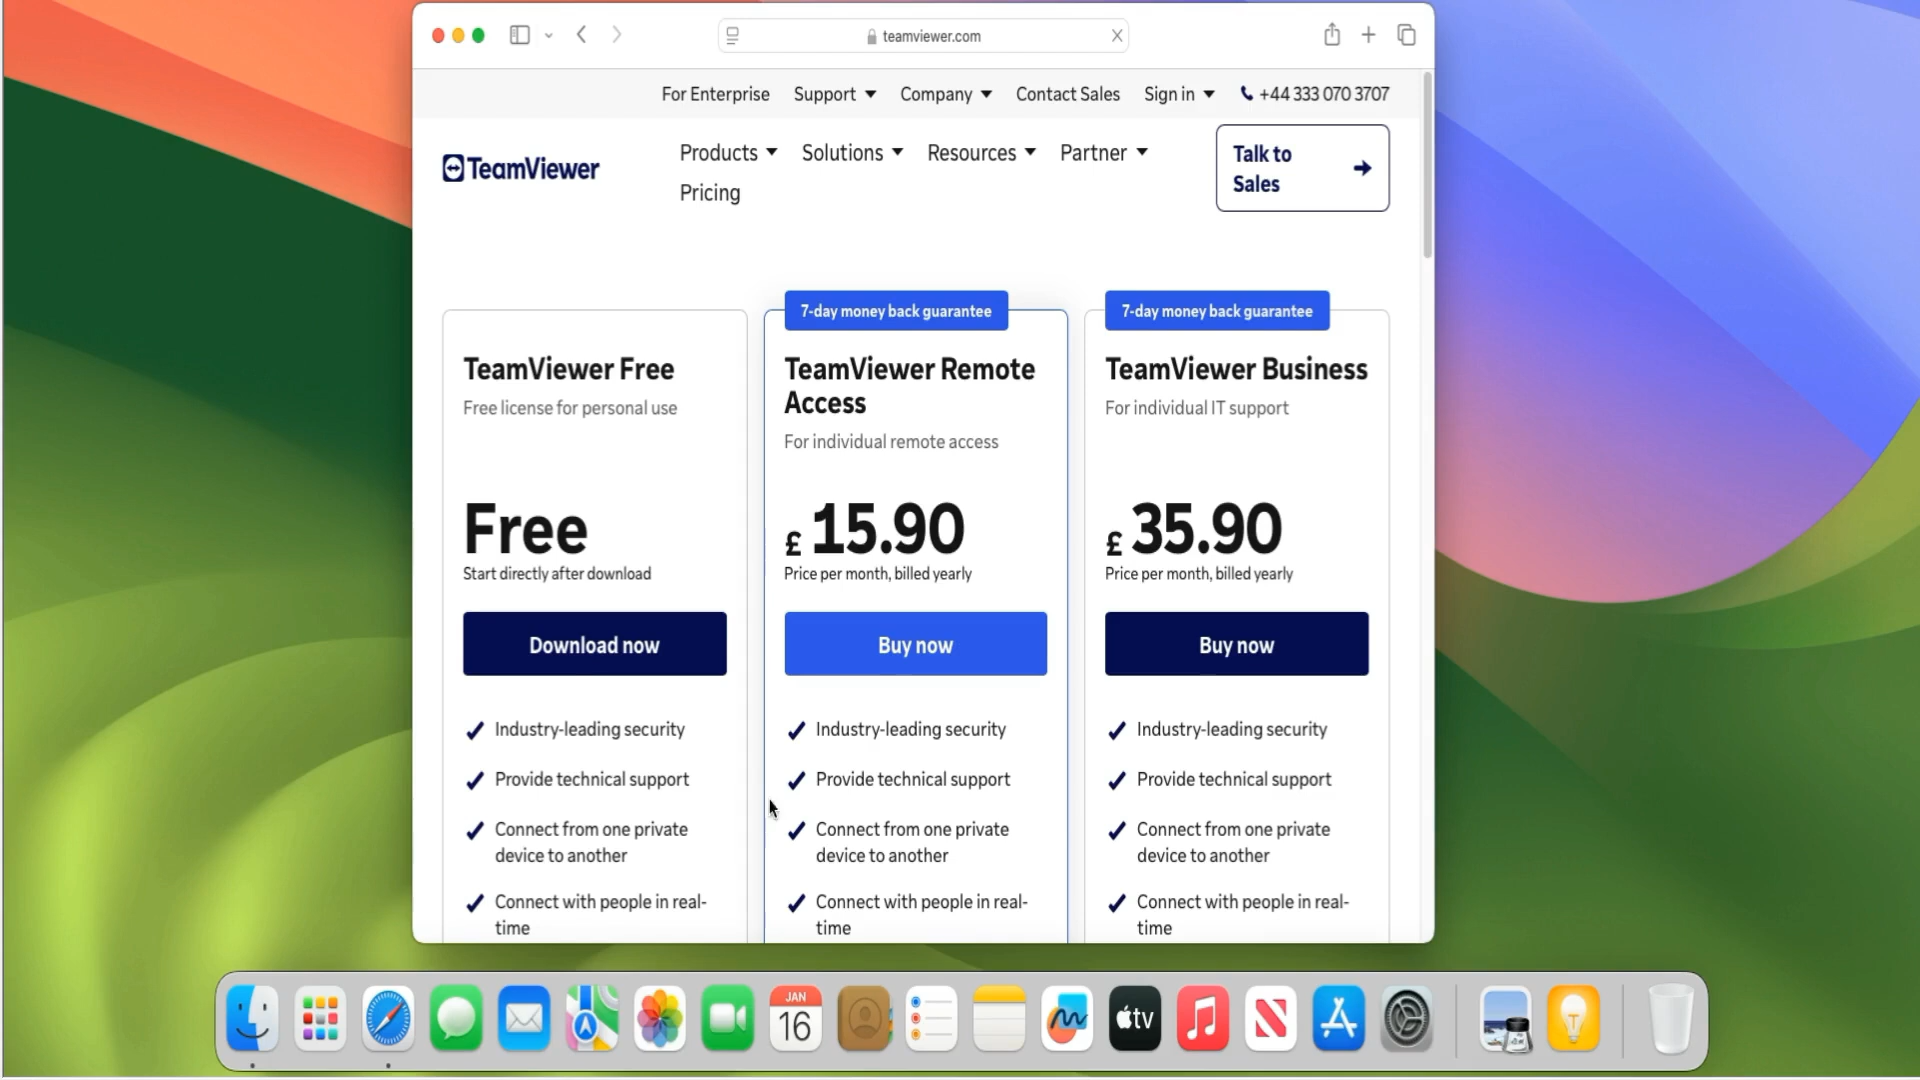 teamviewer.com
For Enterprise Support Company Contact Sales Sign in +44 333 070 3707
TeamViewer
Products Solutions Resources Partner
Pricing
Talk to
Sales
7-day money back guarantee
7-day money back guarantee
TeamViewer Free
Free license for personal use
Free
Start directly after download
Download now
Industry-leading security
Provide technical support
Connect from one private
device to another
Connect with people in real-
time
TeamViewer Remote
Access
For individual remote access
£ 15.90
Price per month, billed yearly
Buy now
Industry-leading security
Provide technical support
Connect from one private
device to another
Connect with people in real-
time
TeamViewer Business
For individual IT support
£ 35.90
Price per month, billed yearly
Buy now
Industry-leading security
Provide technical support
Connect from one private
device to another
Connect with people in real-
time
JAN
16
tv